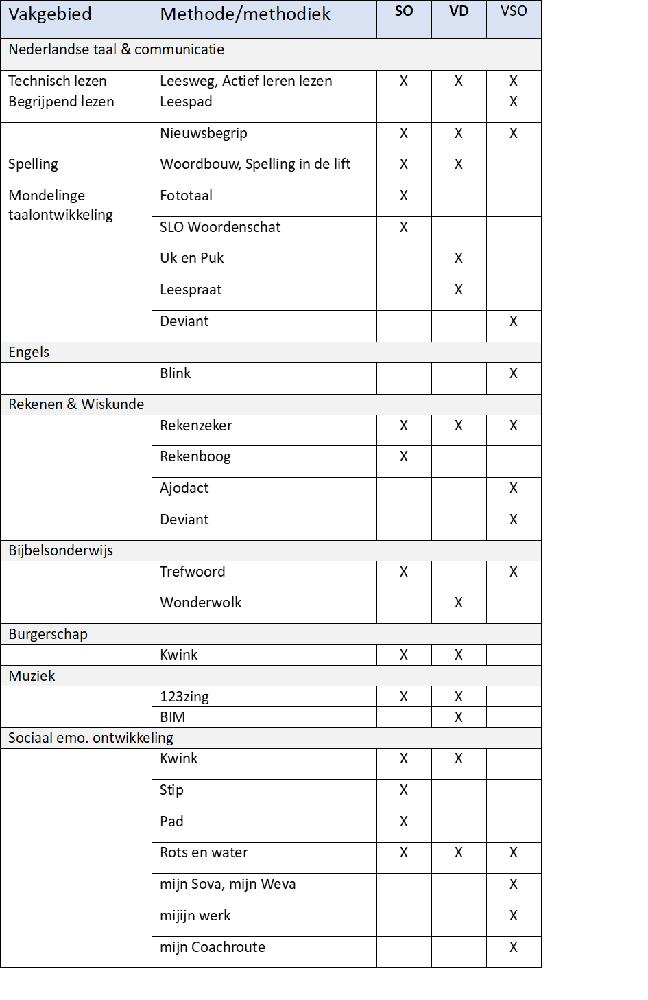 Vakgebied Methode/methodiek SO VD VSO
Nederlandse taal & communicatie
Technisch lezen Leesweg, Actief leren lezen X X X
Begrijpend lezen Leespad X
Nieuwsbegrip X X X
Spelling Woordbouw, Spelling in de lift X X
Mondelinge Fototaal X
taalontwikkeling
SLO Woordenschat X
Uk en Puk X
Leespraat X
Deviant X
Engels
Blink X
Rekenen & Wiskunde
Rekenzeker X X X
Rekenboog X
Ajodact X
Deviant X
Bijbelsonderwijs
Trefwoord X X
Wonderwolk X
Burgerschap
Kwink X X
Muziek
123zing X X
BIM X
Sociaal emo. ontwikkeling
Kwink X X
Stip X
Pad X
Rots en water X X X
mijn Sova, mijn Weva X
mijijn werk X
mijn Coachroute X